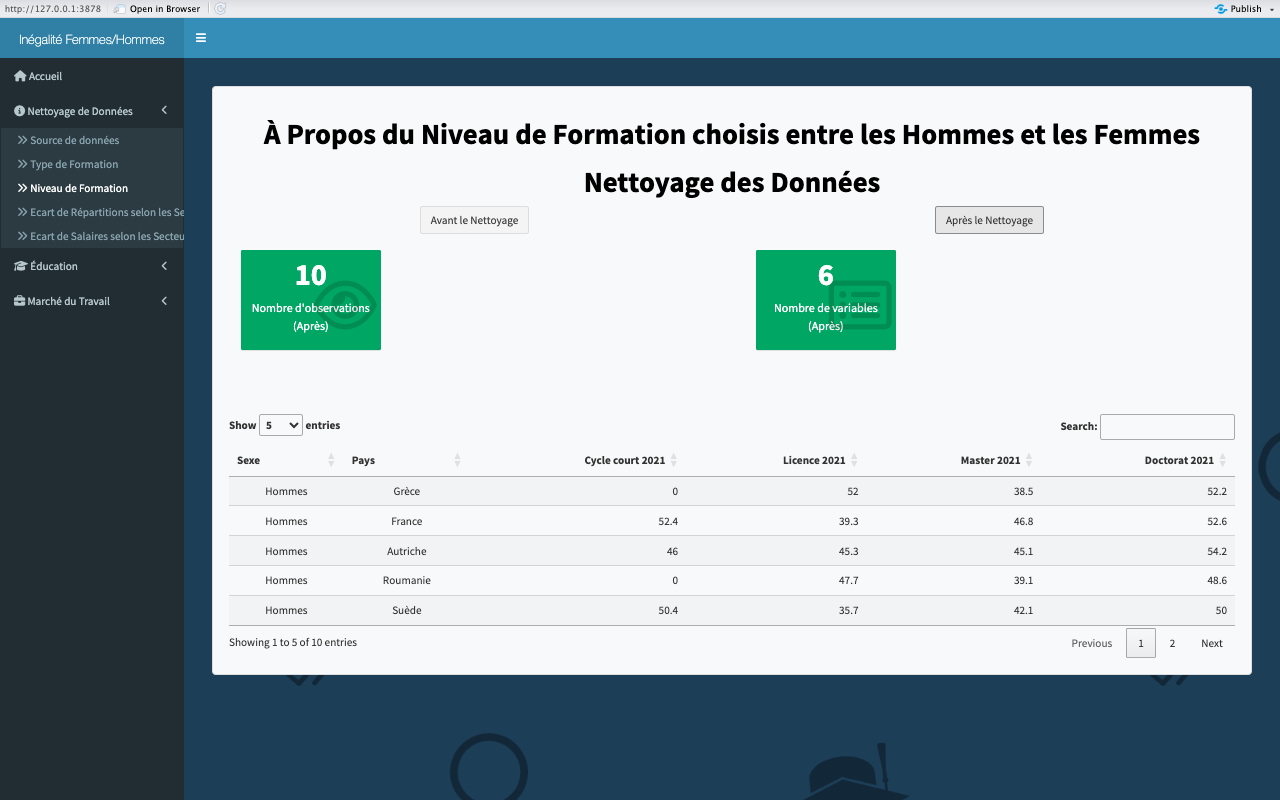 http://127.0.0.1:3878
Open in Browser
Publish
Inégalité Femmes/Hommes
Accueil
Nettoyage de Données
Source de données
Type de Formation
Niveau de Formation
Ecart de Répartitions selon les Se
Ecart de Salaires selon les Secteu
Éducation
Marché du Travail
À Propos du Niveau de Formation choisis entre les Hommes et les Femmes
Nettoyage des Données
Avant le Nettoyage
Après le Nettoyage
10
Nombre d'observations
(Après)
6
Nombre de variables
(Après)
Show 5 entries
Search:
Sexe Pays Cycle court 2021 Licence 2021 Master 2021 Doctorat 2021
Hommes Grèce 0 52 38.5 52.2
Hommes France 52.4 39.3 46.8 52.6
Hommes Autriche 46 45.3 45.1 54.2
Hommes Roumanie 0 47.7 39.1 48.6
Hommes Suède 50.4 35.7 42.1 50
Showing 1 to 5 of 10 entries
Previous 1 2 Next